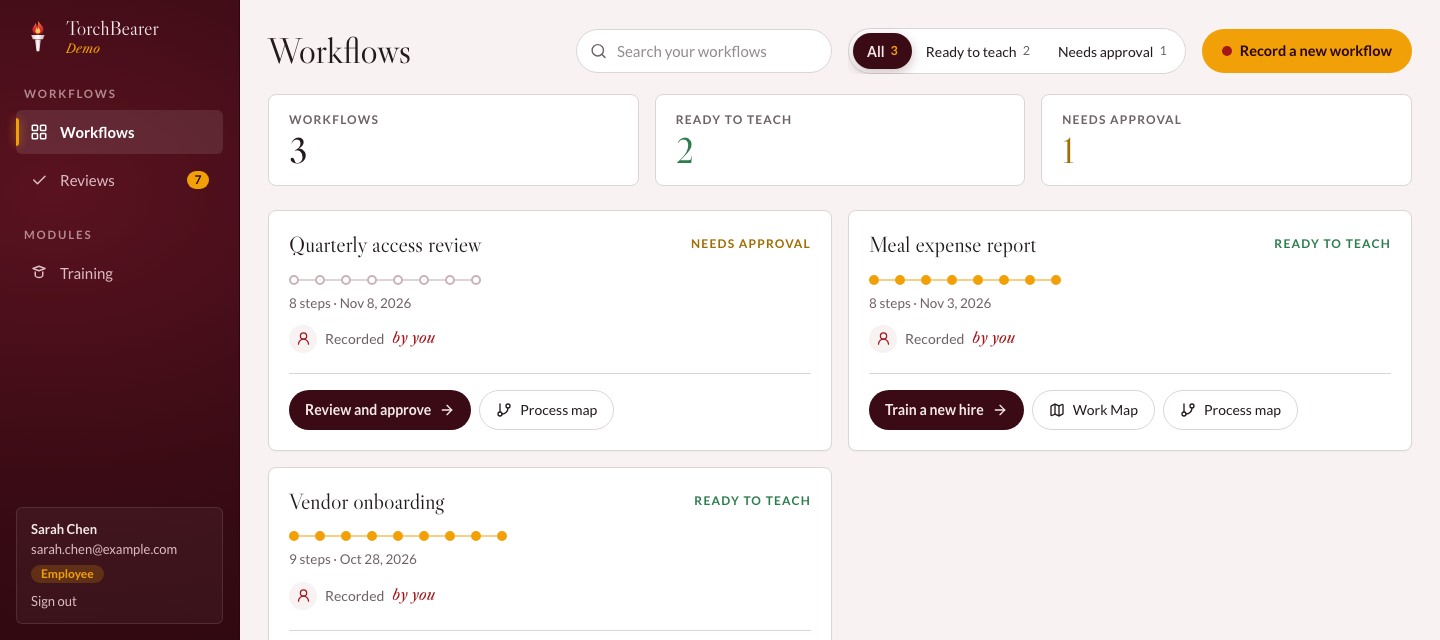 TorchBearer
Demo
WORKFLOWS
Workflows
Reviews 7
MODULES
Training
Sarah Chen
sarah.chen@example.com
Employee
Sign out
Workflows
Search your workflows
All 3 Ready to teach 2 Needs approval 1
Record a new workflow
WORKFLOWS
3
READY TO TEACH
2
NEEDS APPROVAL
1
Quarterly access review NEEDS APPROVAL
8 steps · Nov 8, 2026
Recorded by you
Review and approve Process map
Meal expense report READY TO TEACH
8 steps · Nov 3, 2026
Recorded by you
Train a new hire Work Map Process map
Vendor onboarding READY TO TEACH
9 steps · Oct 28, 2026
Recorded by you